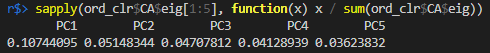 r$> sapply(ord_clr$CA$eig[1:5], function(x) x / sum(ord_clr$CA$eig))
PC1 PC2 PC3 PC4 PC5
0.10744095 0.05148344 0.04707812 0.04128939 0.03623832